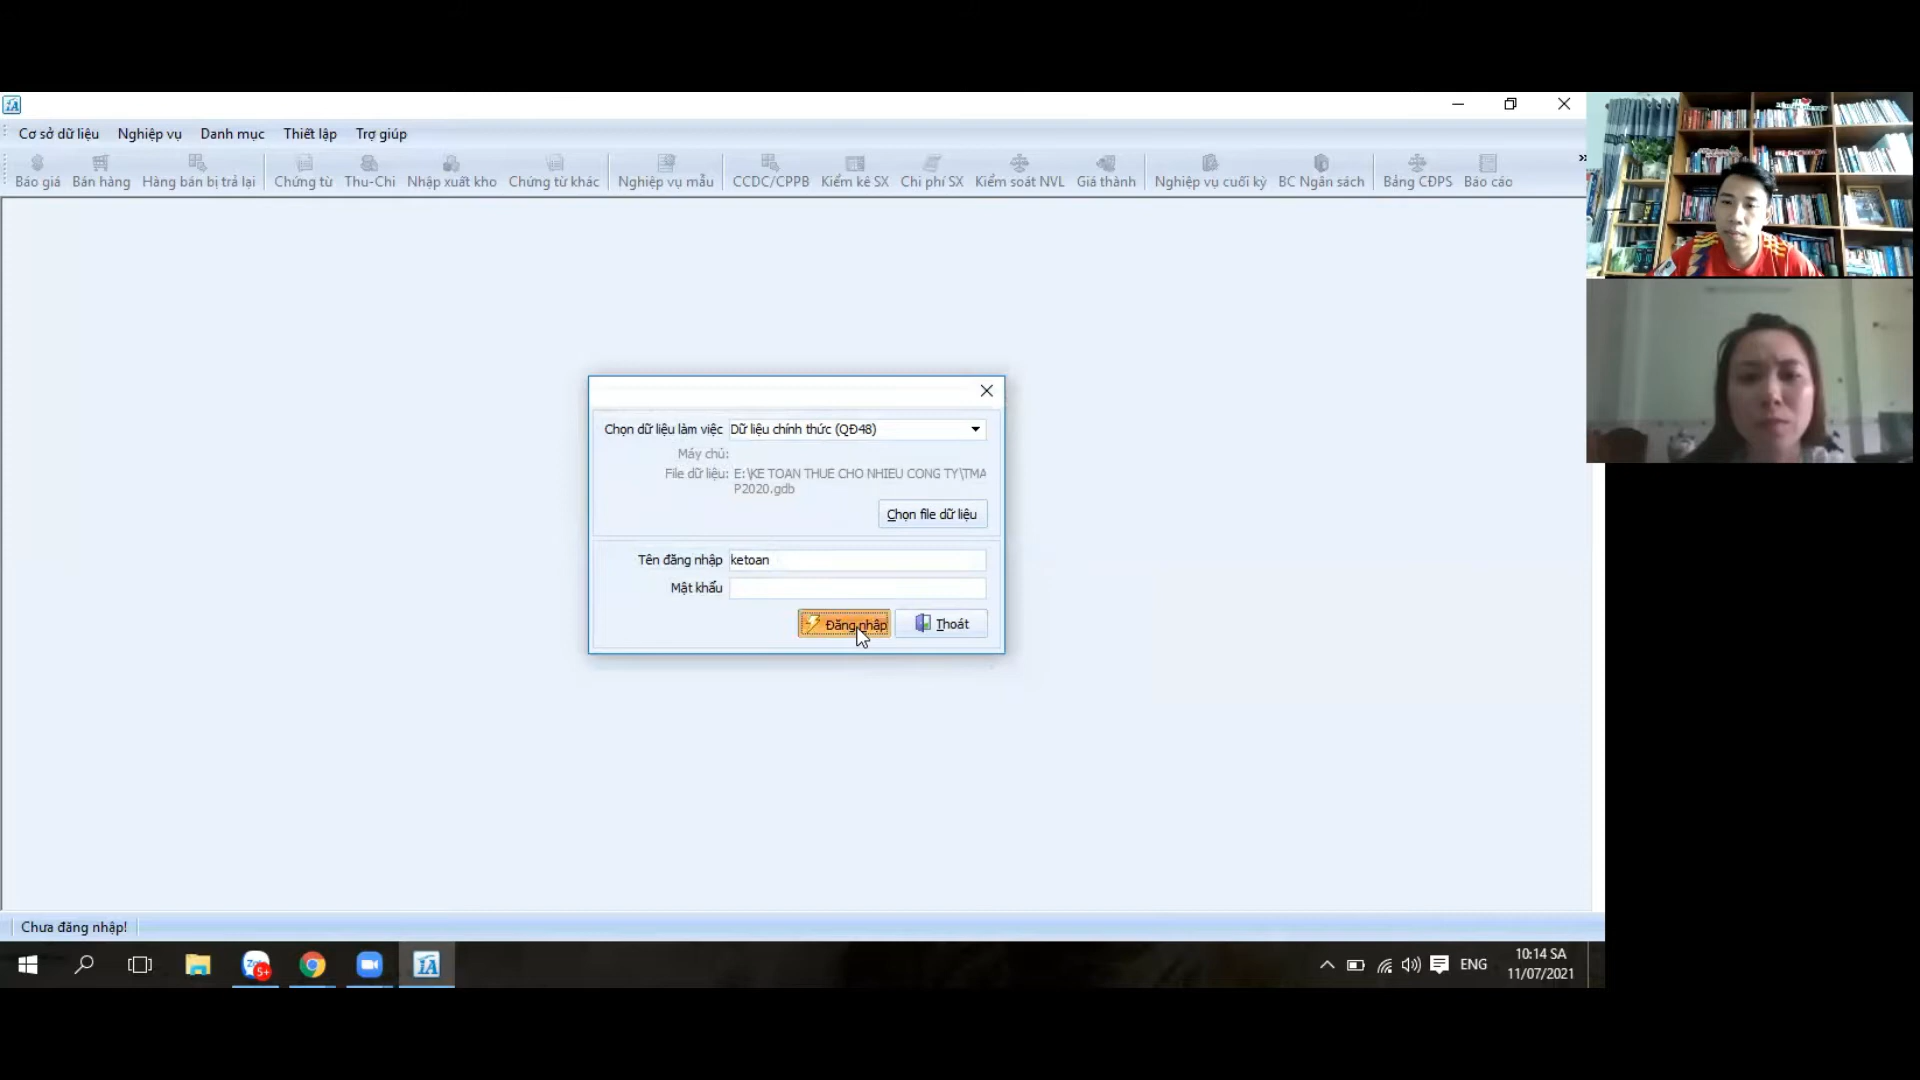 iA
Cơ sở dữ liệu Nghiệp vụ Danh mục Thiết lập Trợ giúp
Báo giá Bán hàng Hàng bán bị trả lại Chứng từ Thu-Chi Nhập xuất kho Chứng từ khác Nghiệp vụ mẫu CCDC/CPPB Kiểm kê SX Chi phí SX Kiểm soát NVL Giá thành Nghiệp vụ cuối kỳ BC Ngân sách Bảng CĐPS Báo cáo
Chọn dữ liệu làm việc Dữ liệu chính thức (QĐ48)
Máy chủ:
File dữ liệu: E:\KE TOAN THUE CHO NHIEU CONG TY\TMA
P2020.gdb
Chọn file dữ liệu
Tên đăng nhập ketoan
Mật khẩu
Đăng nhập Thoát
Chưa đăng nhập!
5+
iA
ENG
10:14 SA
11/07/2021